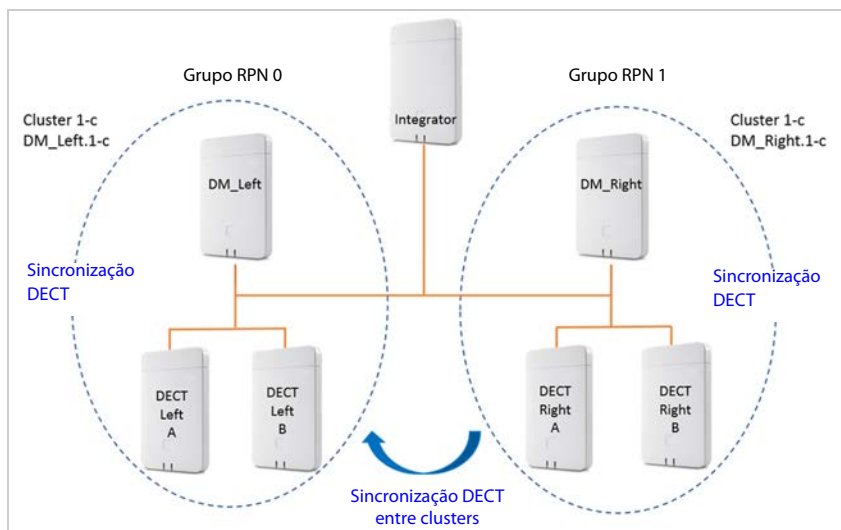 Grupo RPN 0
Grupo RPN 1
Integrator
Cluster 1-c
DM_Left.1-c
Cluster 1-c
DM_Right.1-c
DM_Left
DM_Right
Sincronização
DECT
Sincronização
DECT
DECT
Left
A
DECT
Left
B
DECT
Right
A
DECT
Right
B
Sincronização DECT
entre clusters